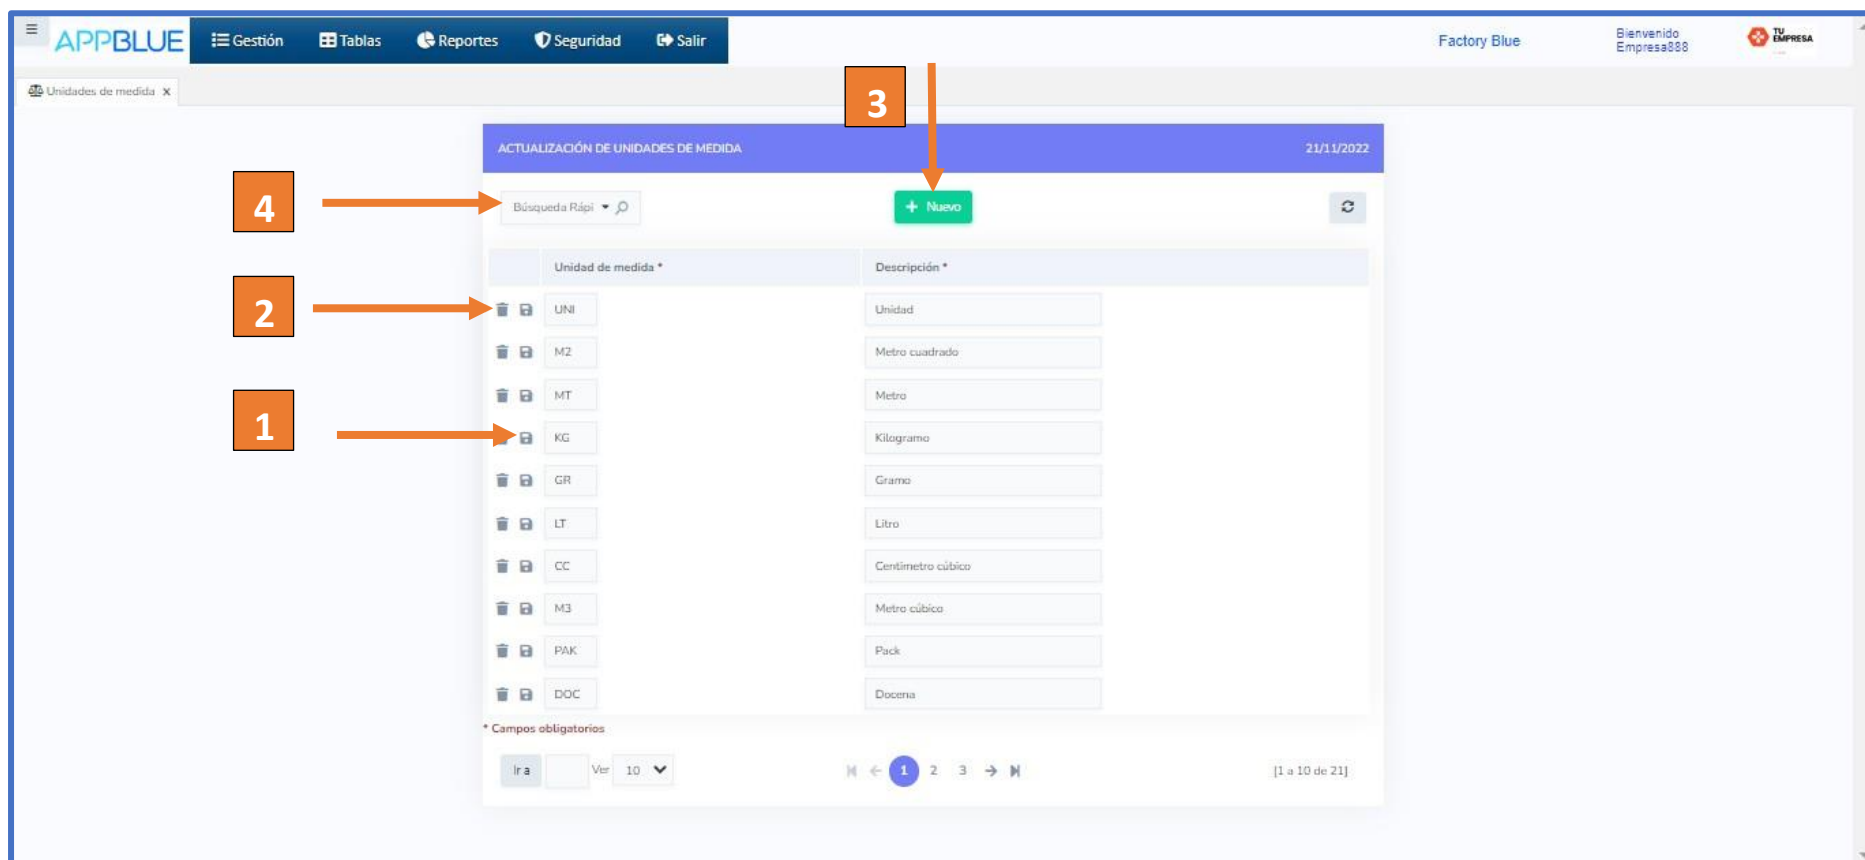 APPBLUE Gestión Tablas Reportes Seguridad Salir Factory Blue Bienvenido Empresa888 TU EMPRESA
Unidades de medida x
3
ACTUALIZACIÓN DE UNIDADES DE MEDIDA 21/11/2022
4 Búsqueda Rápi + Nuevo
Unidad de medida * Descripción *
2 UNI Unidad
M2 Metro cuadrado
MT Metro
1 KG Kilogramo
GR Gramo
LT Litro
CC Centimetro cúbico
M3 Metro cúbico
PAK Pack
DOC Docena
* Campos obligatorios
Ir a Ver 10 1 2 3 [1 a 10 de 21]